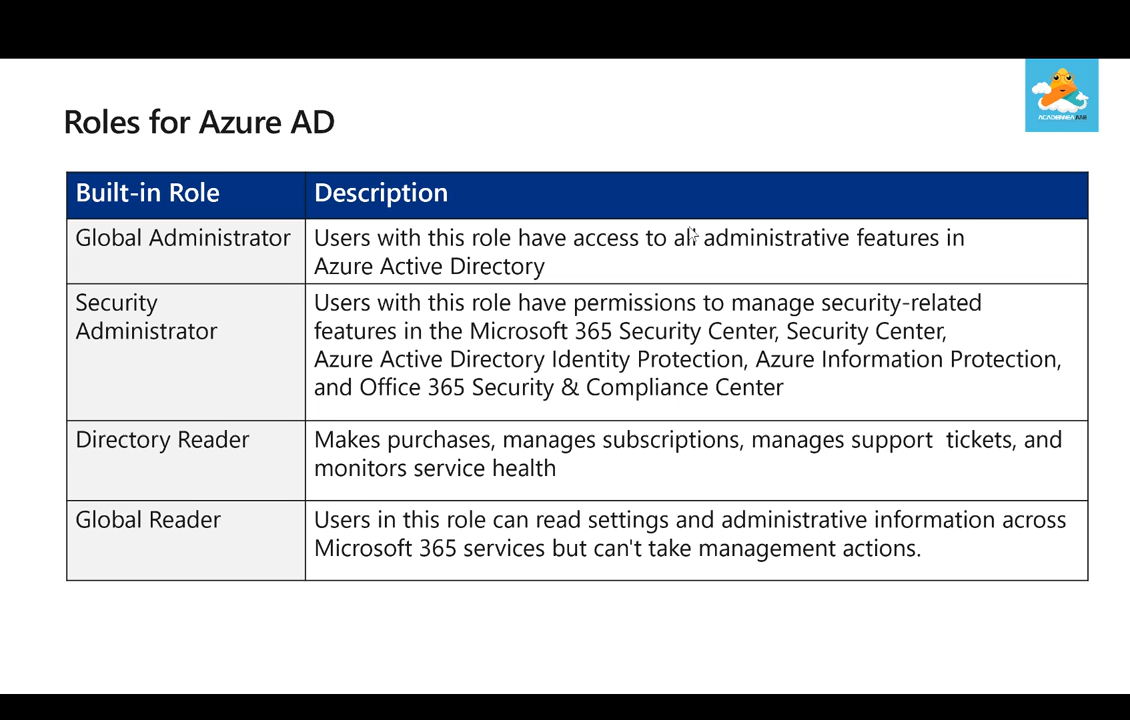 Roles for Azure AD
Built-in Role
Description
Global Administrator
Users with this role have access to all administrative features in
Azure Active Directory
Security
Administrator
Users with this role have permissions to manage security-related
features in the Microsoft 365 Security Center, Security Center,
Azure Active Directory Identity Protection, Azure Information Protection,
and Office 365 Security & Compliance Center
Directory Reader
Makes purchases, manages subscriptions, manages support  tickets, and
monitors service health
Global Reader
Users in this role can read settings and administrative information across
Microsoft 365 services but can't take management actions.